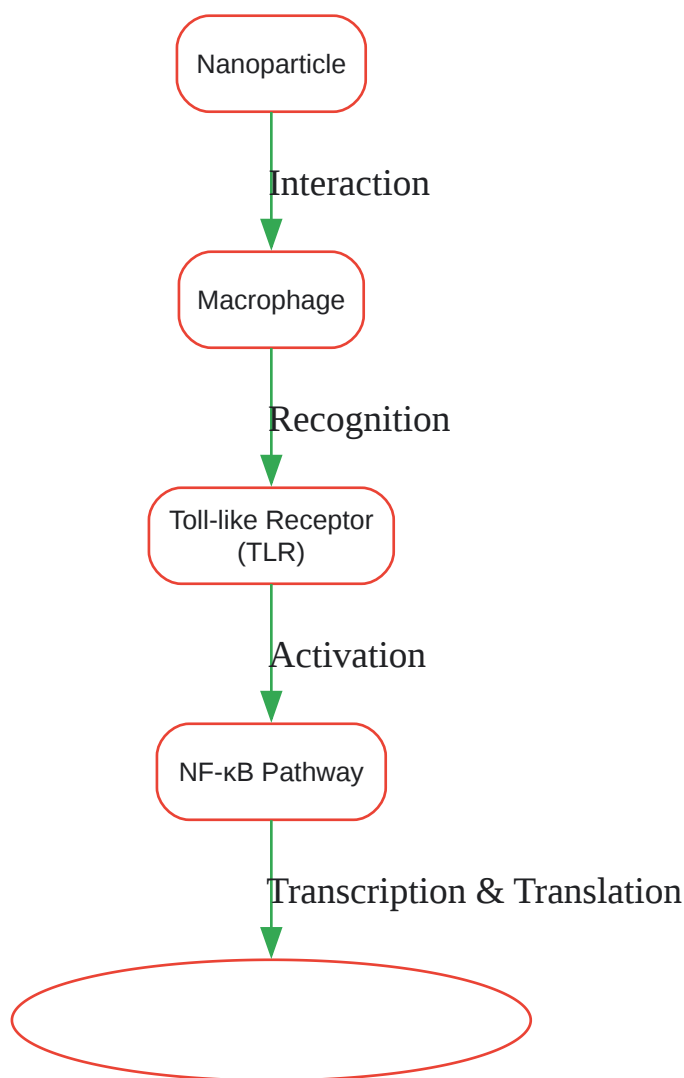 Nanoparticle
Interaction
Macrophage
Recognition
Toll-like Receptor
(TLR)
Activation
NF-κB Pathway
Transcription & Translation